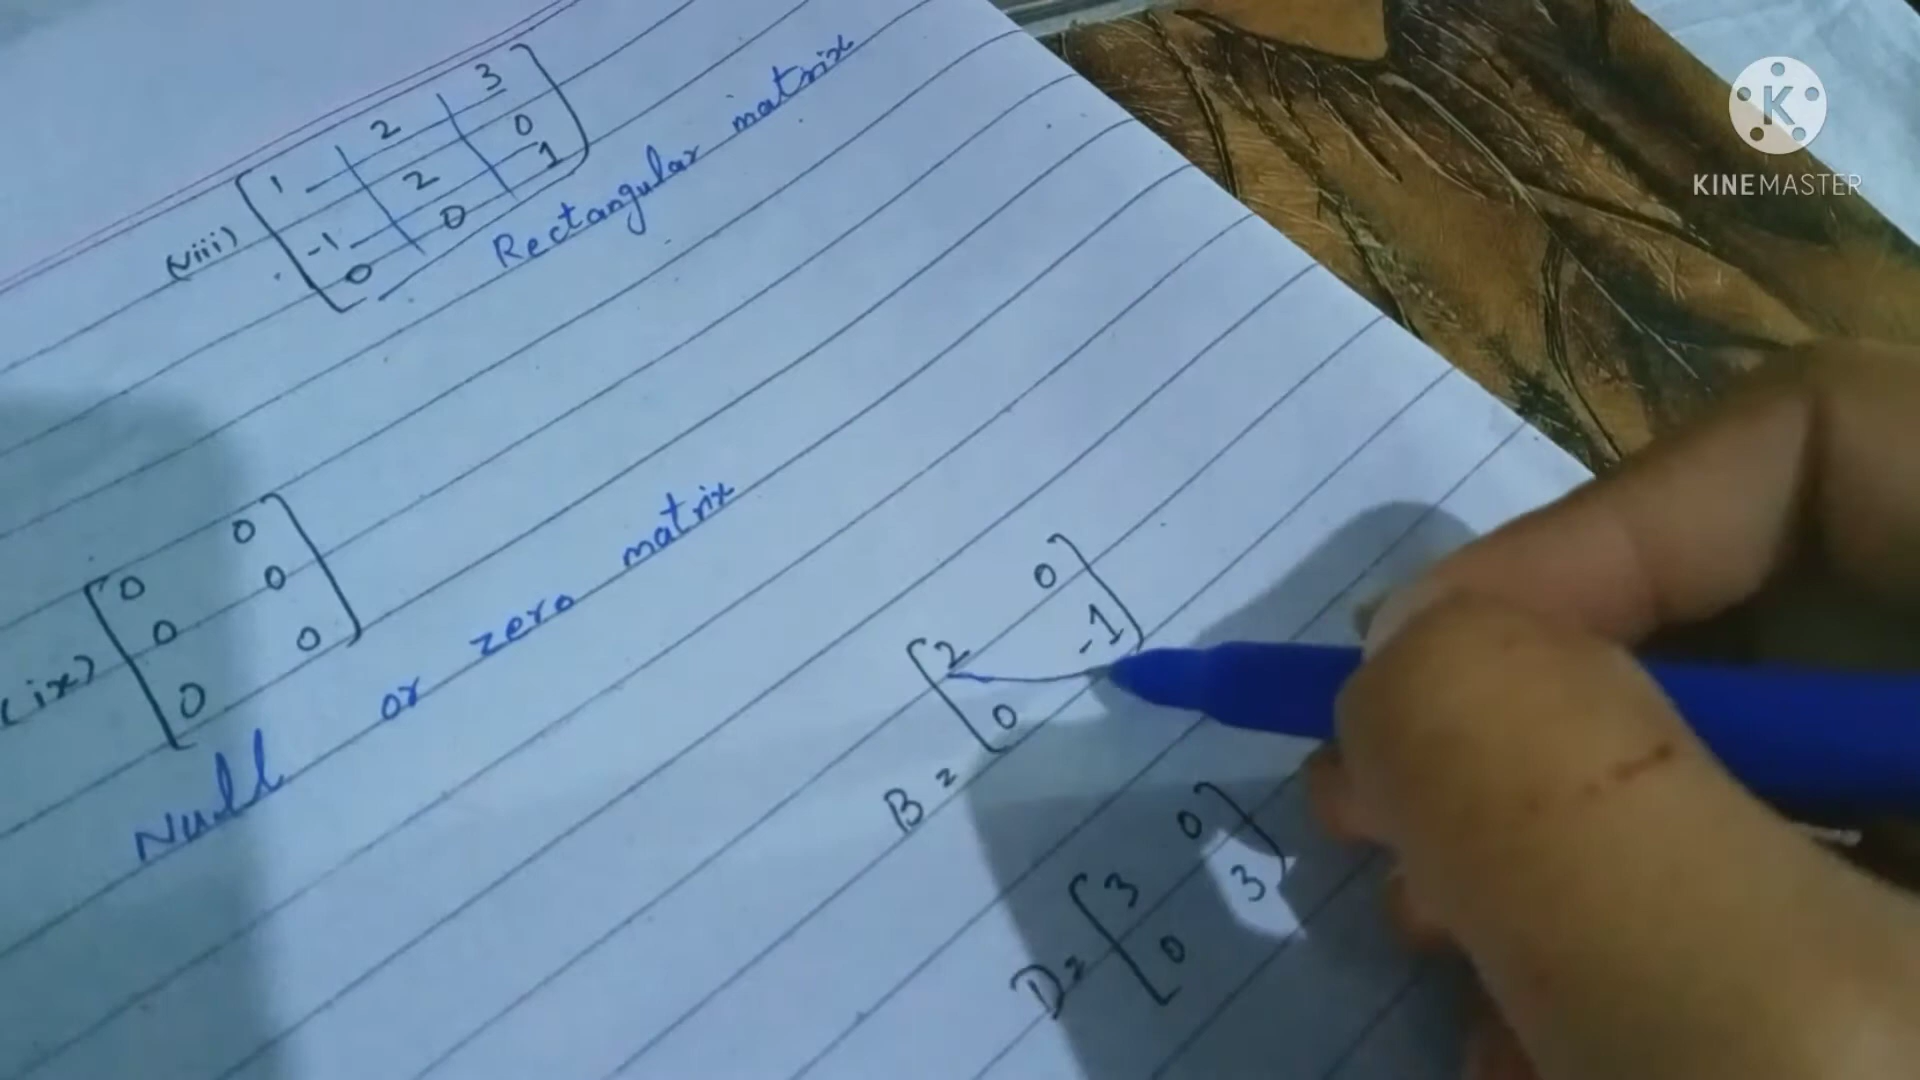 (viii) [1 2 3
-1 2 0
0 0 1]
Rectangular matrix
(ix) [0 0
0 0
0 0]
Null or zero matrix
B = [2 0
0 -1]
D = [3 0
0 3]
K
KINEMASTER